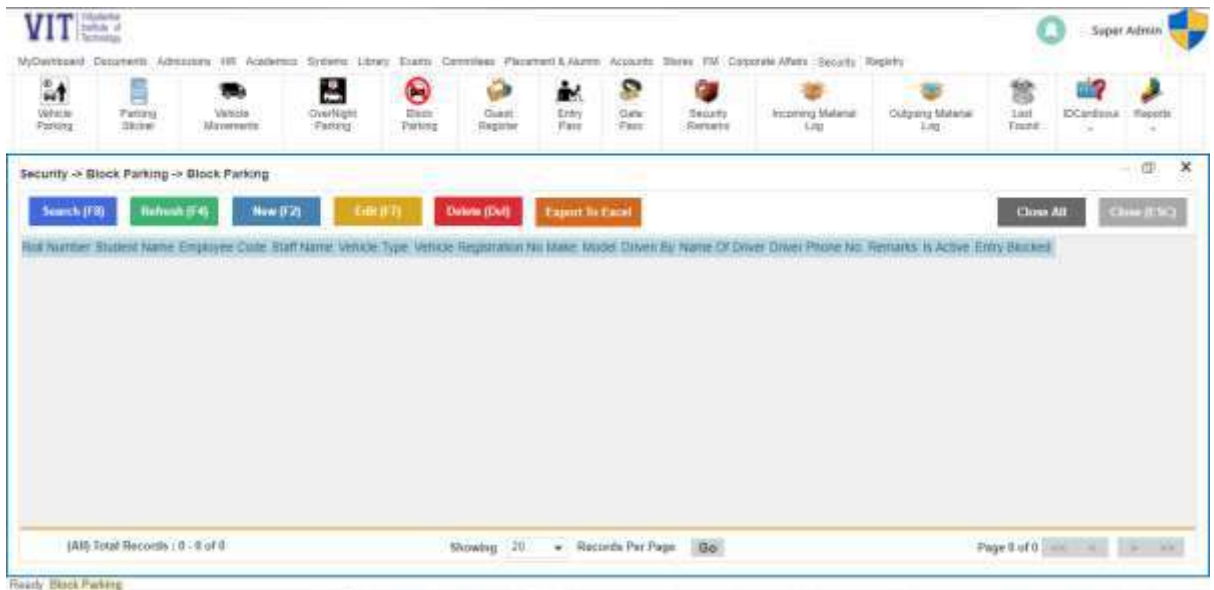 VIT Vidyalankar
Institute of
Technology
Super Admin
MyDashboard Documents Admissions HR Academics Systems Library Exams Committees Placement & Alumni Accounts Stores FM Corporate Affairs Security Registry
Vehicle Parking
Parking Sticker
Vehicle Movements
OverNight Parking
Block Parking
Guest Register
Entry Pass
Gate Pass
Security Remarks
Incoming Material Log
Outgoing Material Log
Lost Found
Reports
Security -> Block Parking -> Block Parking
Search (F8) Refresh (F4) New (F2) Edit (F7) Delete (Del) Export To Excel Close All Close (ESC)
Roll Number Student Name Employee Code Staff Name Vehicle Type Vehicle Registration No Make Model Driven By Name Of Driver Driver Phone No. Remarks Is Active Entry Blocked
(All) Total Records : 0 - 0 of 0 Showing 20 Records Per Page Go Page 0 of 0 << < > >>
Ready Block Parking